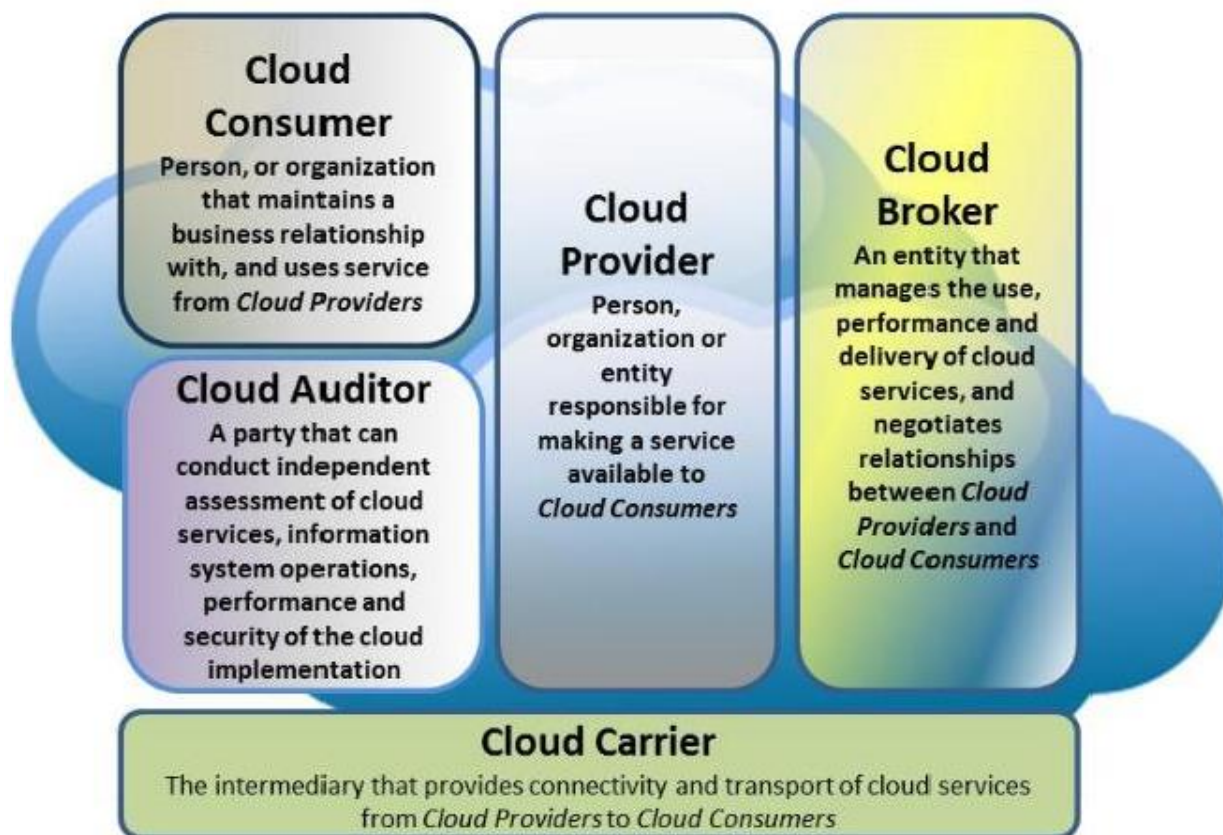 Cloud
Consumer
Person, or organization
that maintains a
business relationship
with, and uses service
from Cloud Providers
Cloud Auditor
A party that can
conduct independent
assessment of cloud
services, information
system operations,
performance and
security of the cloud
implementation
Cloud
Provider
Person,
organization or
entity
responsible for
making a service
available to
Cloud Consumers
Cloud
Broker
An entity that
manages the use,
performance and
delivery of cloud
services, and
negotiates
relationships
between Cloud
Providers and
Cloud Consumers
Cloud Carrier
The intermediary that provides connectivity and transport of cloud services
from Cloud Providers to Cloud Consumers